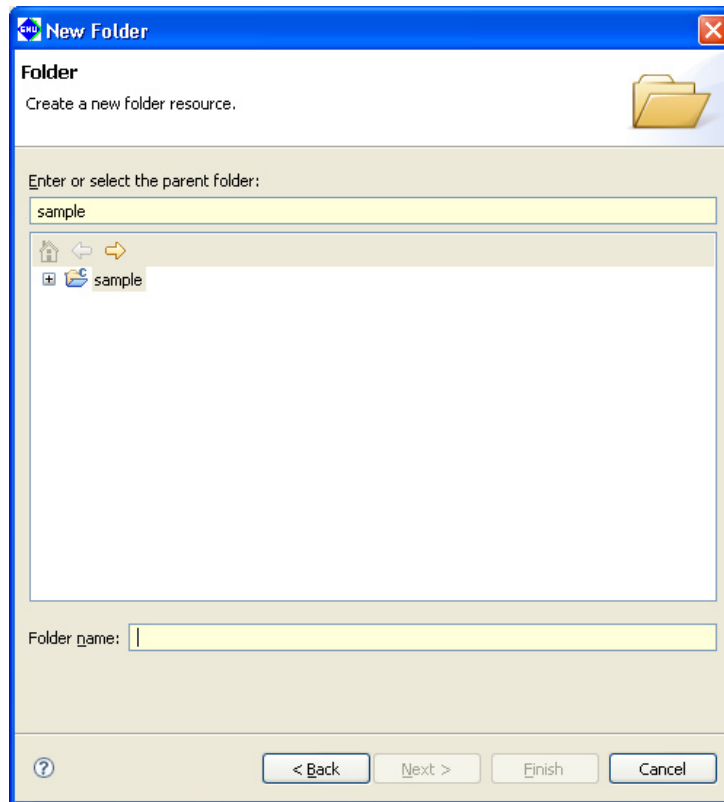 GNU New Folder
Folder
Create a new folder resource.
Enter or select the parent folder:
sample
C sample
Folder name:
?
< Back Next > Finish Cancel